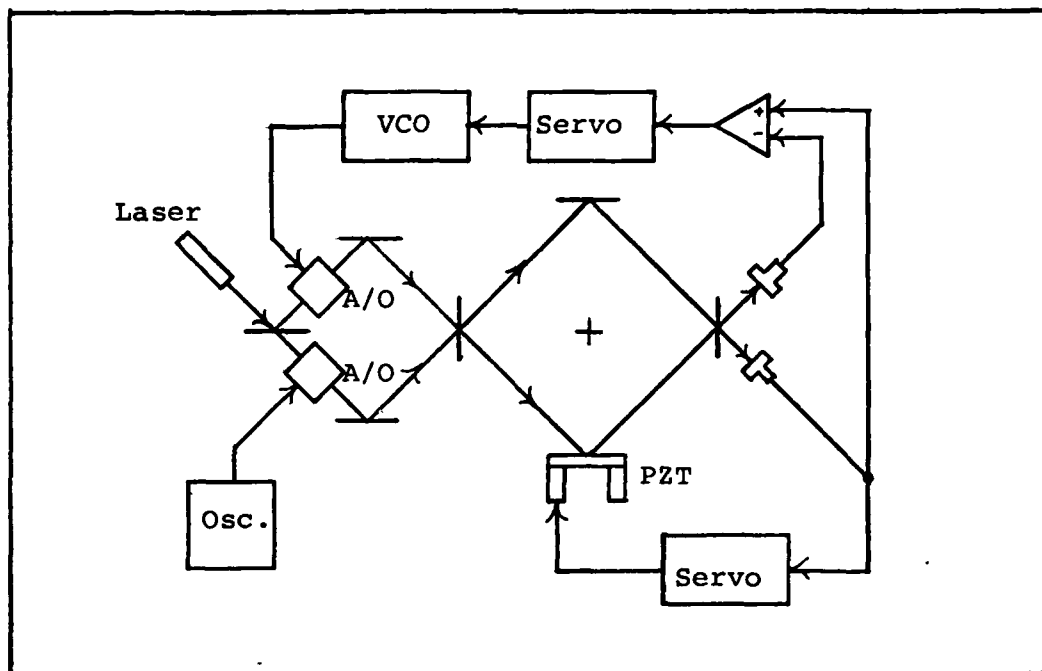 VCO
Servo
+
-
Laser
A/O
A/O
+
PZT
Osc.
Servo